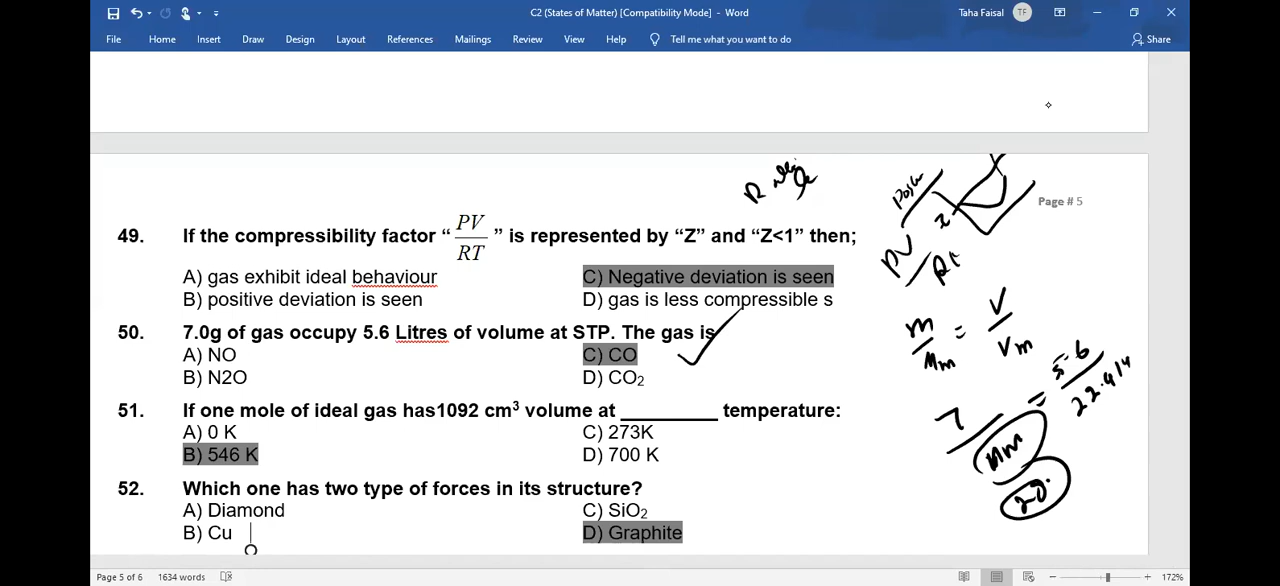 C2 (States of Matter) [Compatibility Mode] - Word
Taha Faisal TF
File Home Insert Draw Design Layout References Mailings Review View Help Tell me what you want to do Share
Page # 5
49. If the compressibility factor “ PV/RT ” is represented by “Z” and “Z<1” then;
A) gas exhibit ideal behaviour C) Negative deviation is seen
B) positive deviation is seen D) gas is less compressible s
50. 7.0g of gas occupy 5.6 Litres of volume at STP. The gas is
A) NO C) CO
B) N2O D) CO₂
51. If one mole of ideal gas has1092 cm³ volume at ________ temperature:
A) 0 K C) 273K
B) 546 K D) 700 K
52. Which one has two type of forces in its structure?
A) Diamond C) SiO₂
B) Cu D) Graphite
PV/
m/Mm = V/Vm
7/Mm = 5.6/22.414
28
Page 5 of 6 1634 words 172%